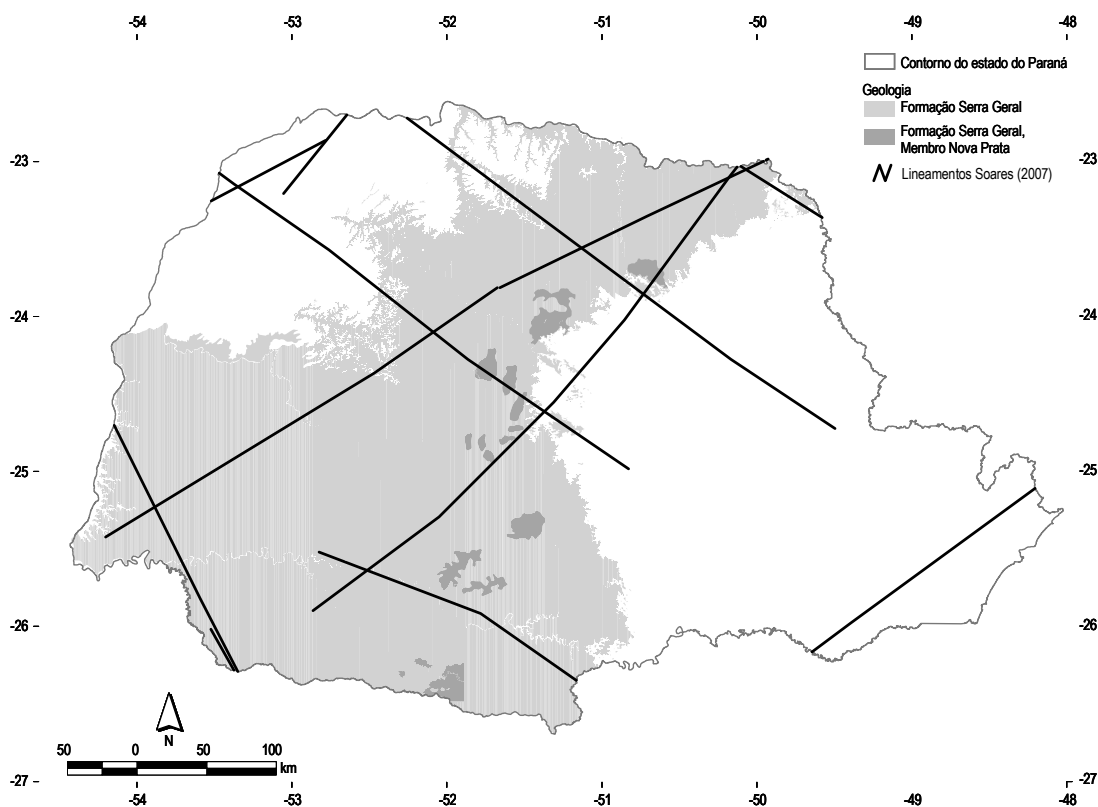 -54 -53 -52 -51 -50 -49 -48
Contorno do estado do Paraná
Geologia
Formação Serra Geral
Formação Serra Geral,
Membro Nova Prata
Lineamentos Soares (2007)
-23 -23
-24 -24
-25 -25
-26 -26
N
50 0 50 100
km
-27 -27
-54 -53 -52 -51 -50 -49 -48